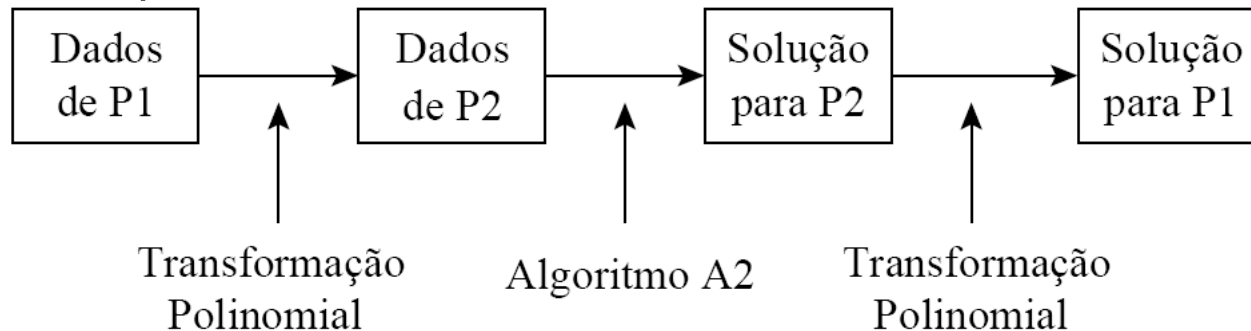 Dados
de P1
Dados
de P2
Solução
para P2
Solução
para P1
Transformação
Polinomial
Algoritmo A2
Transformação
Polinomial